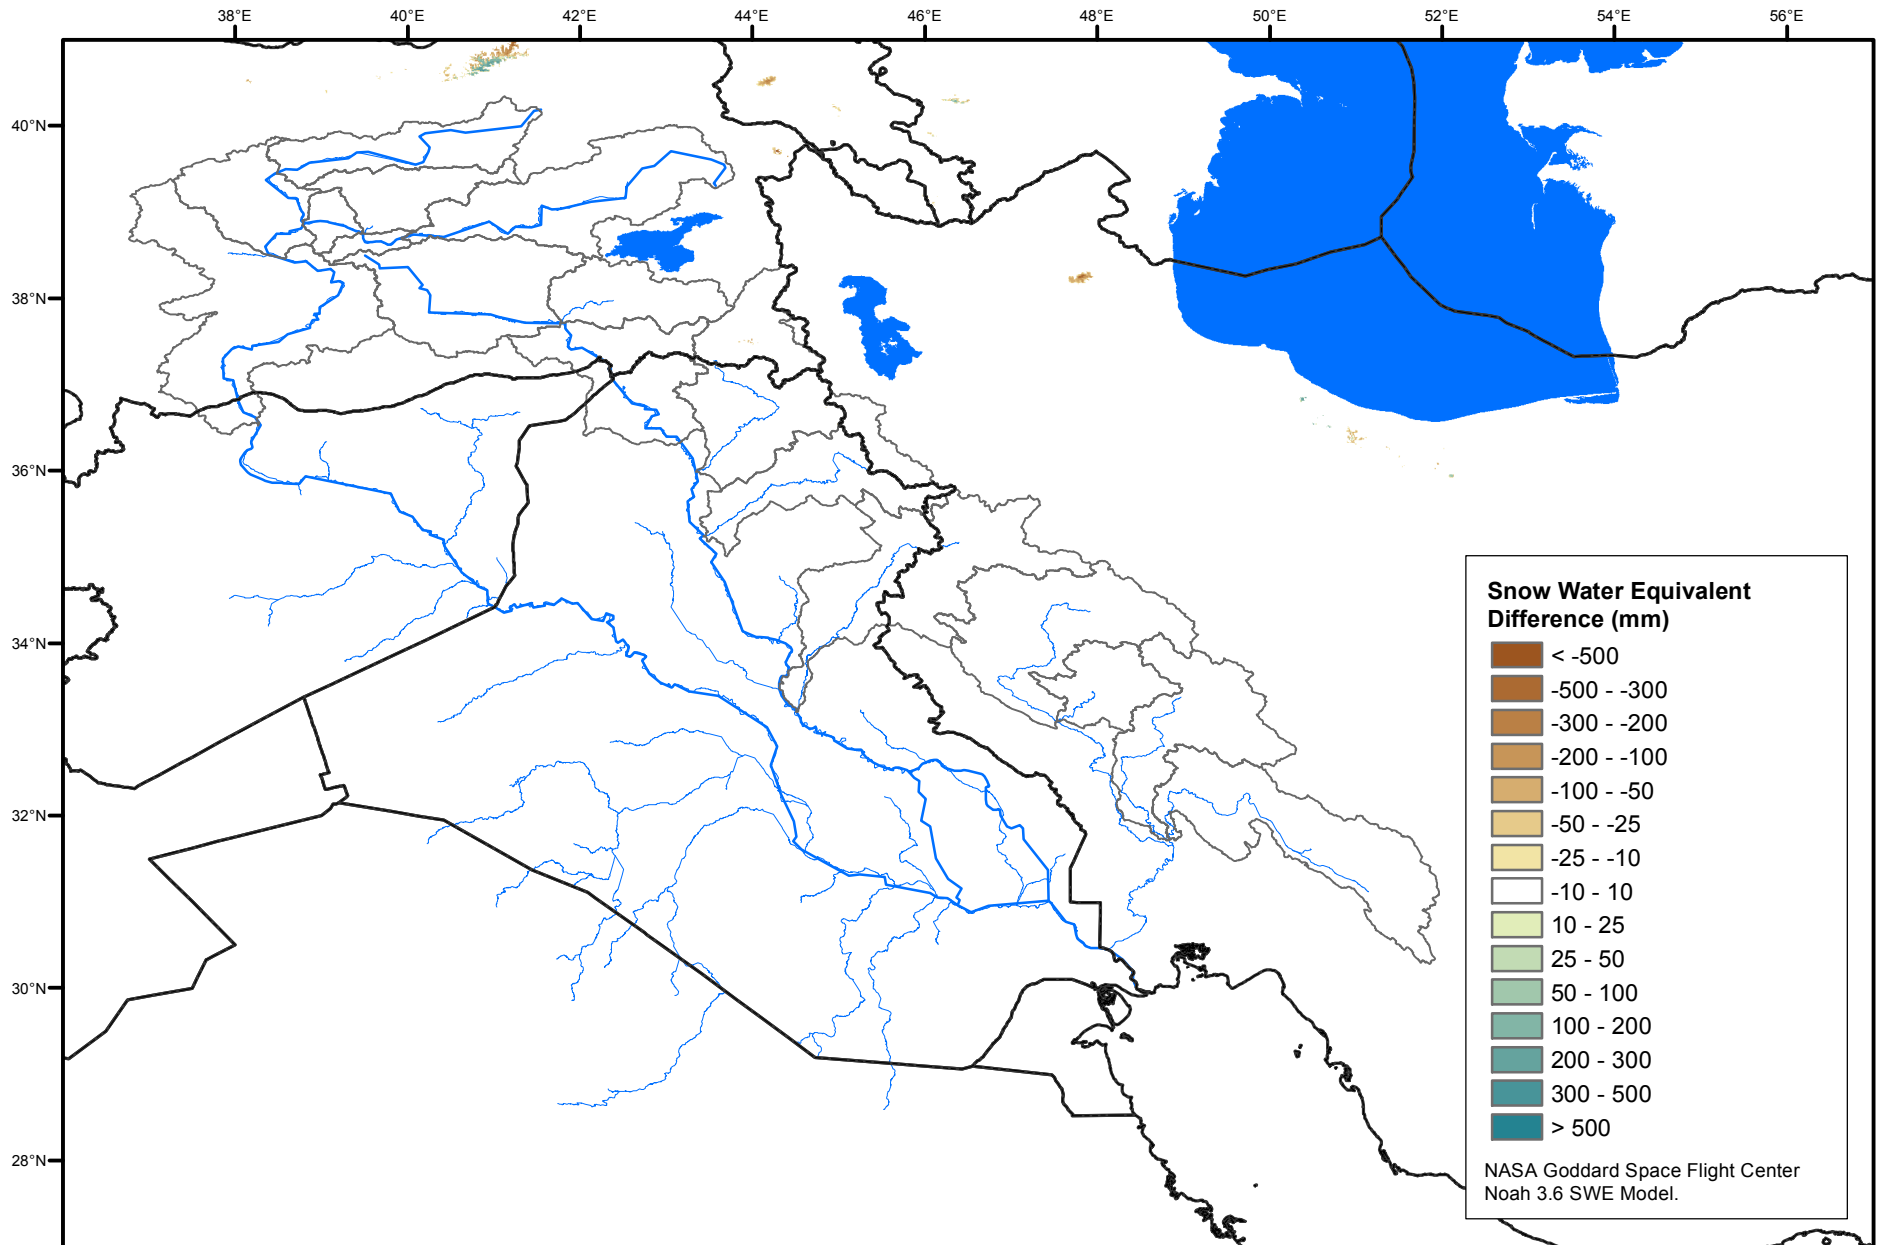 38°E 40°E 42°E 44°E 46°E 48°E 50°E 52°E 54°E 56°E
40°N
38°N
36°N
34°N
32°N
30°N
28°N
Snow Water Equivalent
Difference (mm)
< -500
-500 - -300
-300 - -200
-200 - -100
-100 - -50
-50 - -25
-25 - -10
-10 - 10
10 - 25
25 - 50
50 - 100
100 - 200
200 - 300
300 - 500
> 500
NASA Goddard Space Flight Center
Noah 3.6 SWE Model.